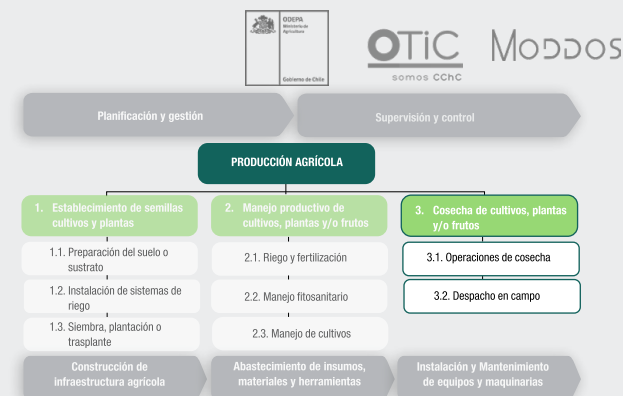 ODEPA
Ministerio de
Agricultura
Gobierno de Chile
OTiC
somos CChC
MODDOS
Planificación y gestión
Supervisión y control
PRODUCCIÓN AGRÍCOLA
1. Establecimiento de semillas
cultivos y plantas
2. Manejo productivo de
cultivos, plantas y/o frutos
3. Cosecha de cultivos, plantas
y/o frutos
1.1. Preparación del suelo o
sustrato
2.1. Riego y fertilización
3.1. Operaciones de cosecha
1.2. Instalación de sistemas de
riego
2.2. Manejo fitosanitario
3.2. Despacho en campo
1.3. Siembra, plantación o
trasplante
2.3. Manejo de cultivos
Construcción de
infraestructura agrícola
Abastecimiento de insumos,
materiales y herramientas
Instalación y Mantenimiento
de equipos y maquinarias